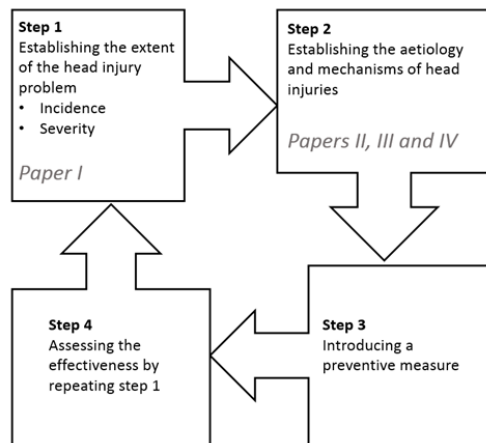 Step 1
Establishing the extent
of the head injury
problem
• Incidence
• Severity
Paper I
Step 2
Establishing the aetiology
and mechanisms of head
injuries
Papers II, III and IV
Step 3
Introducing a
preventive measure
Step 4
Assessing the
effectiveness by
repeating step 1